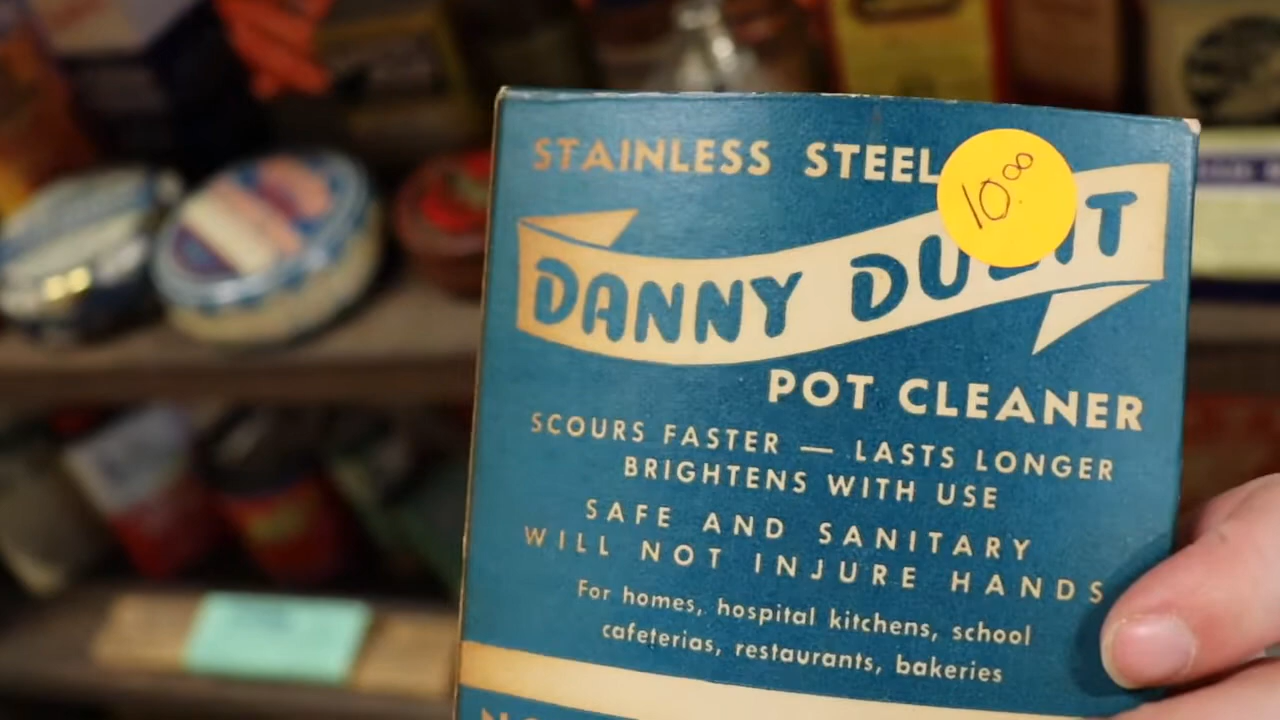 STAINLESS STEEL
10.00
DANNY
POT CLEANER
SCOURS FASTER — LASTS LONGER
BRIGHTENS WITH USE
SAFE AND SANITARY
WILL NOT INJURE HANDS
For homes, hospital kitchens, school
cafeterias, restaurants, bakeries